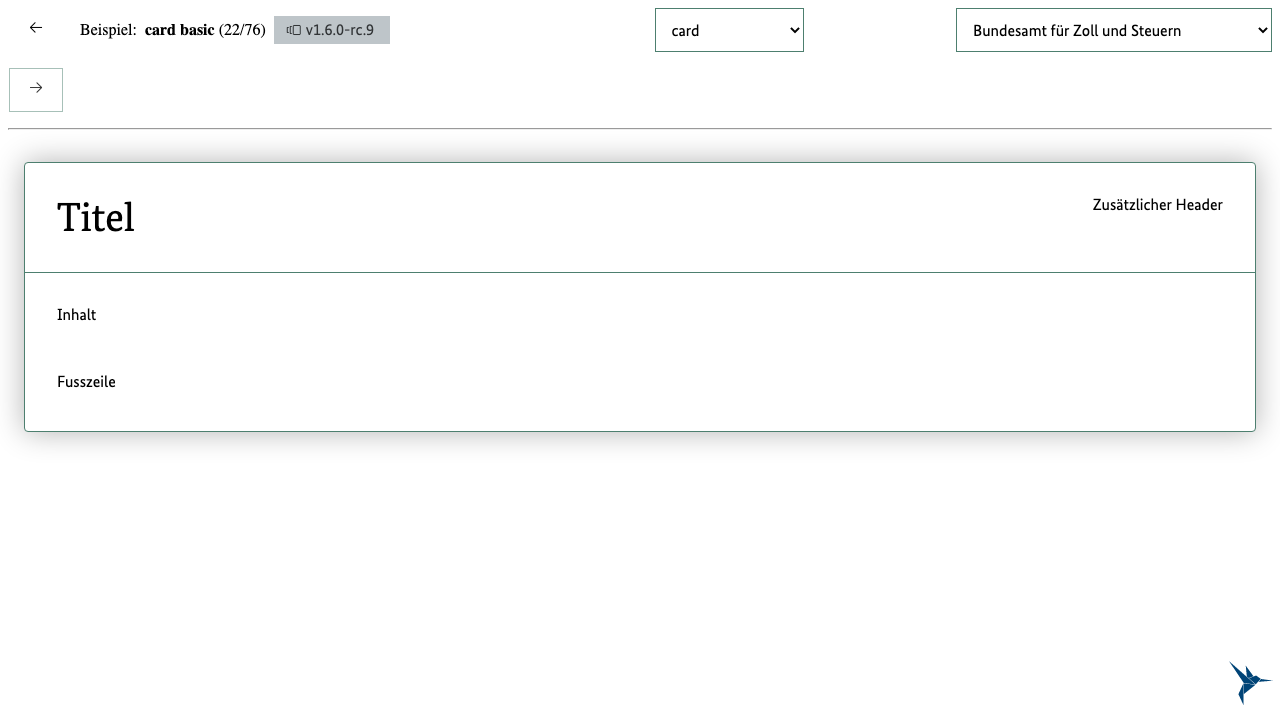 Beispiel: card basic (22/76) v1.6.0-rc.9 card Bundesamt für Zoll und Steuern
Titel
Zusätzlicher Header
Inhalt
Fusszeile